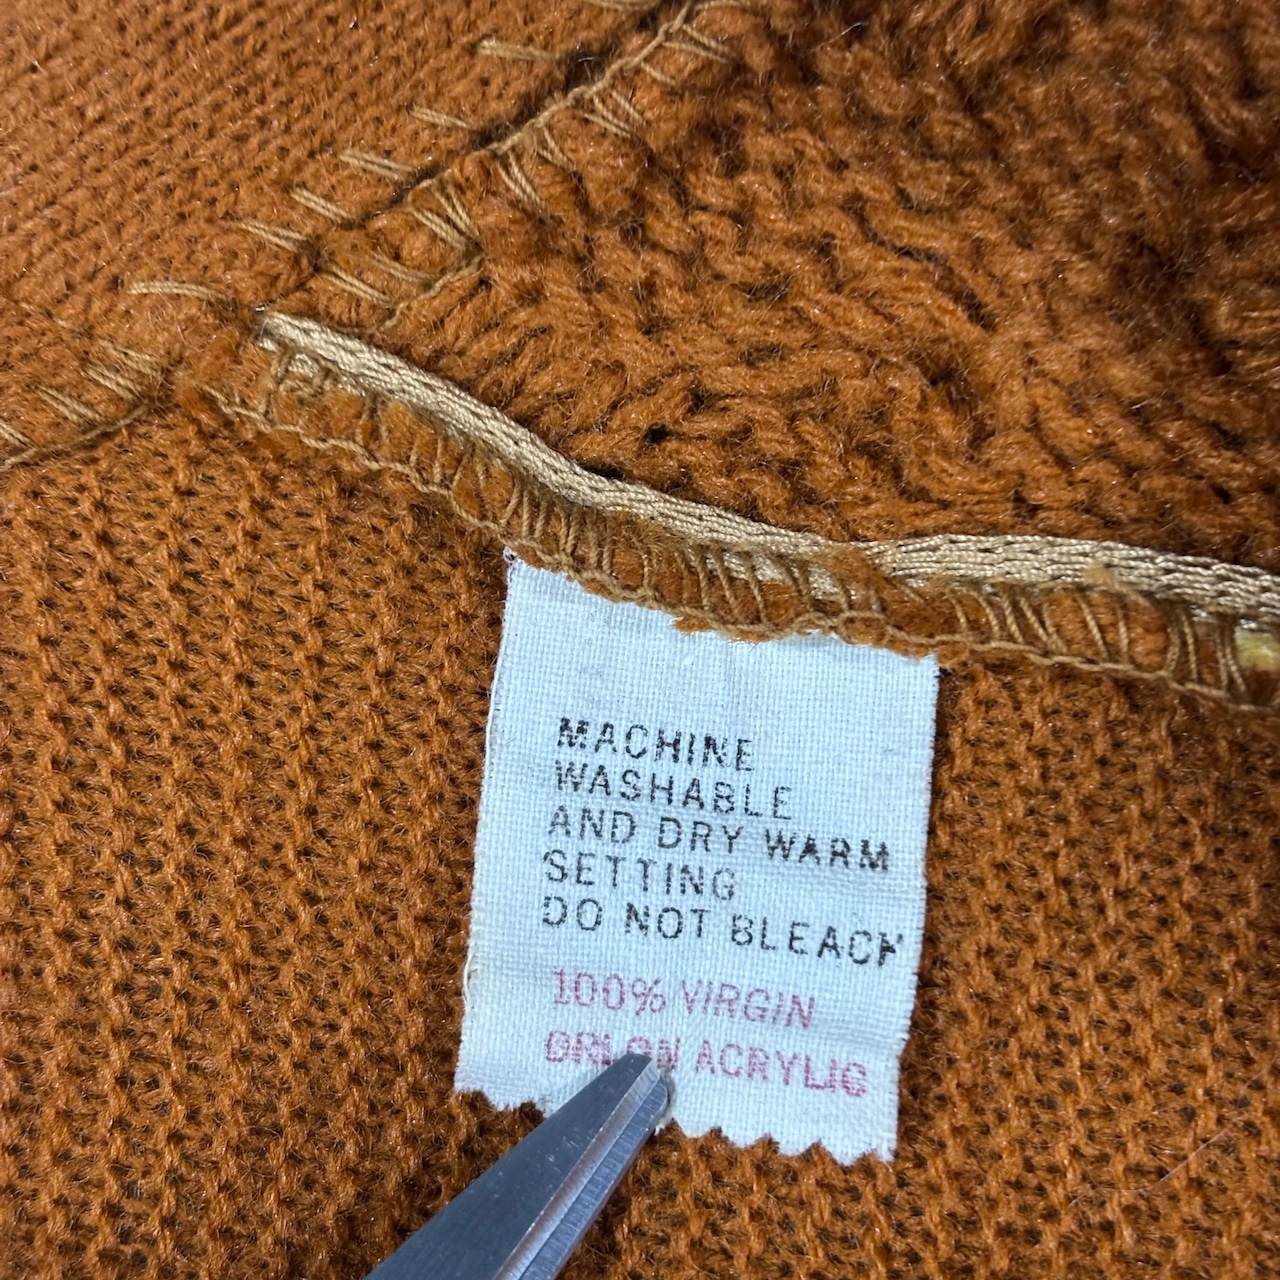 MACHINE
WASHABLE
AND DRY WARM
SETTING
DO NOT BLEACH
100% VIRGIN
ORLON ACRYLIC